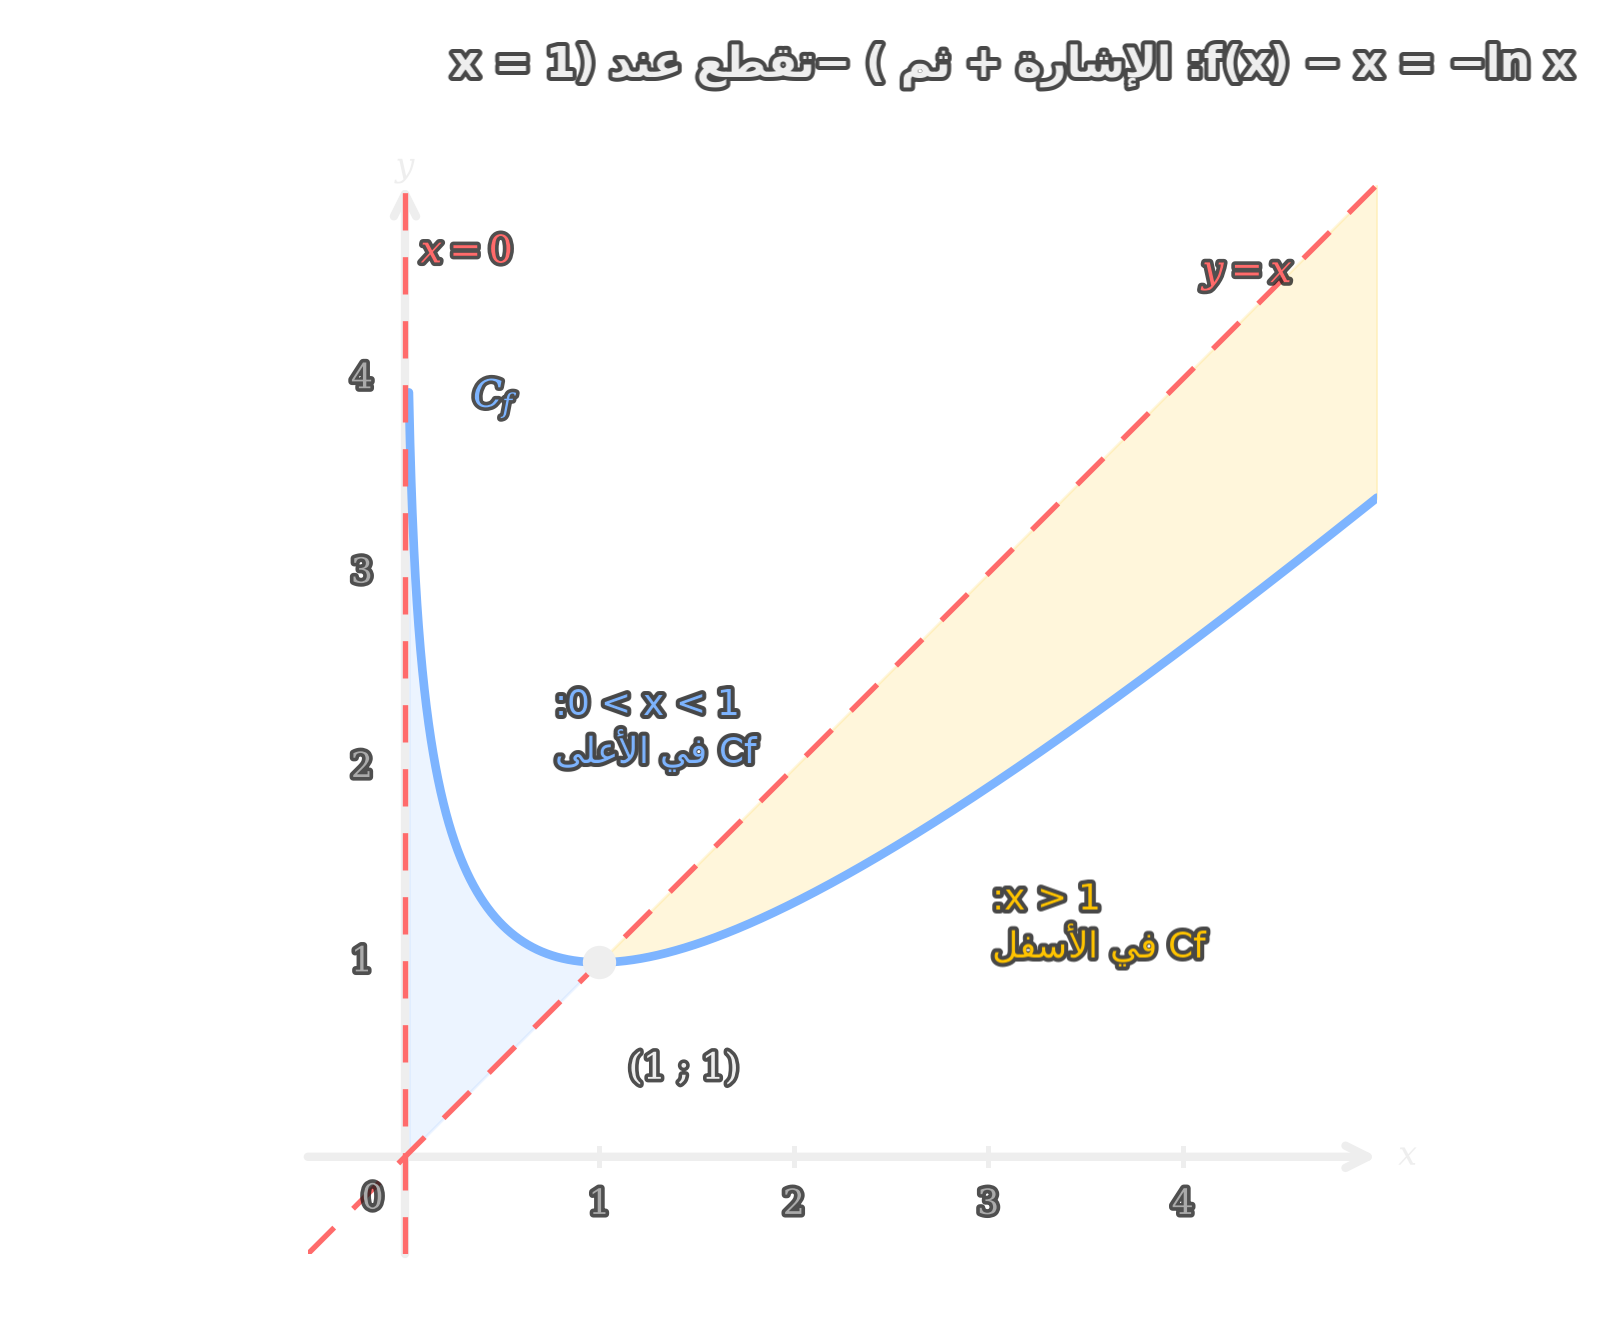 f(x) − x = −ln x: الإشارة + ثم − (تقطع عند x = 1)
y
x = 0
y = x
4
C_f
3
0 < x < 1:
Cf في الأعلى
2
x > 1:
Cf في الأسفل
1
(1 ; 1)
x
0 1 2 3 4